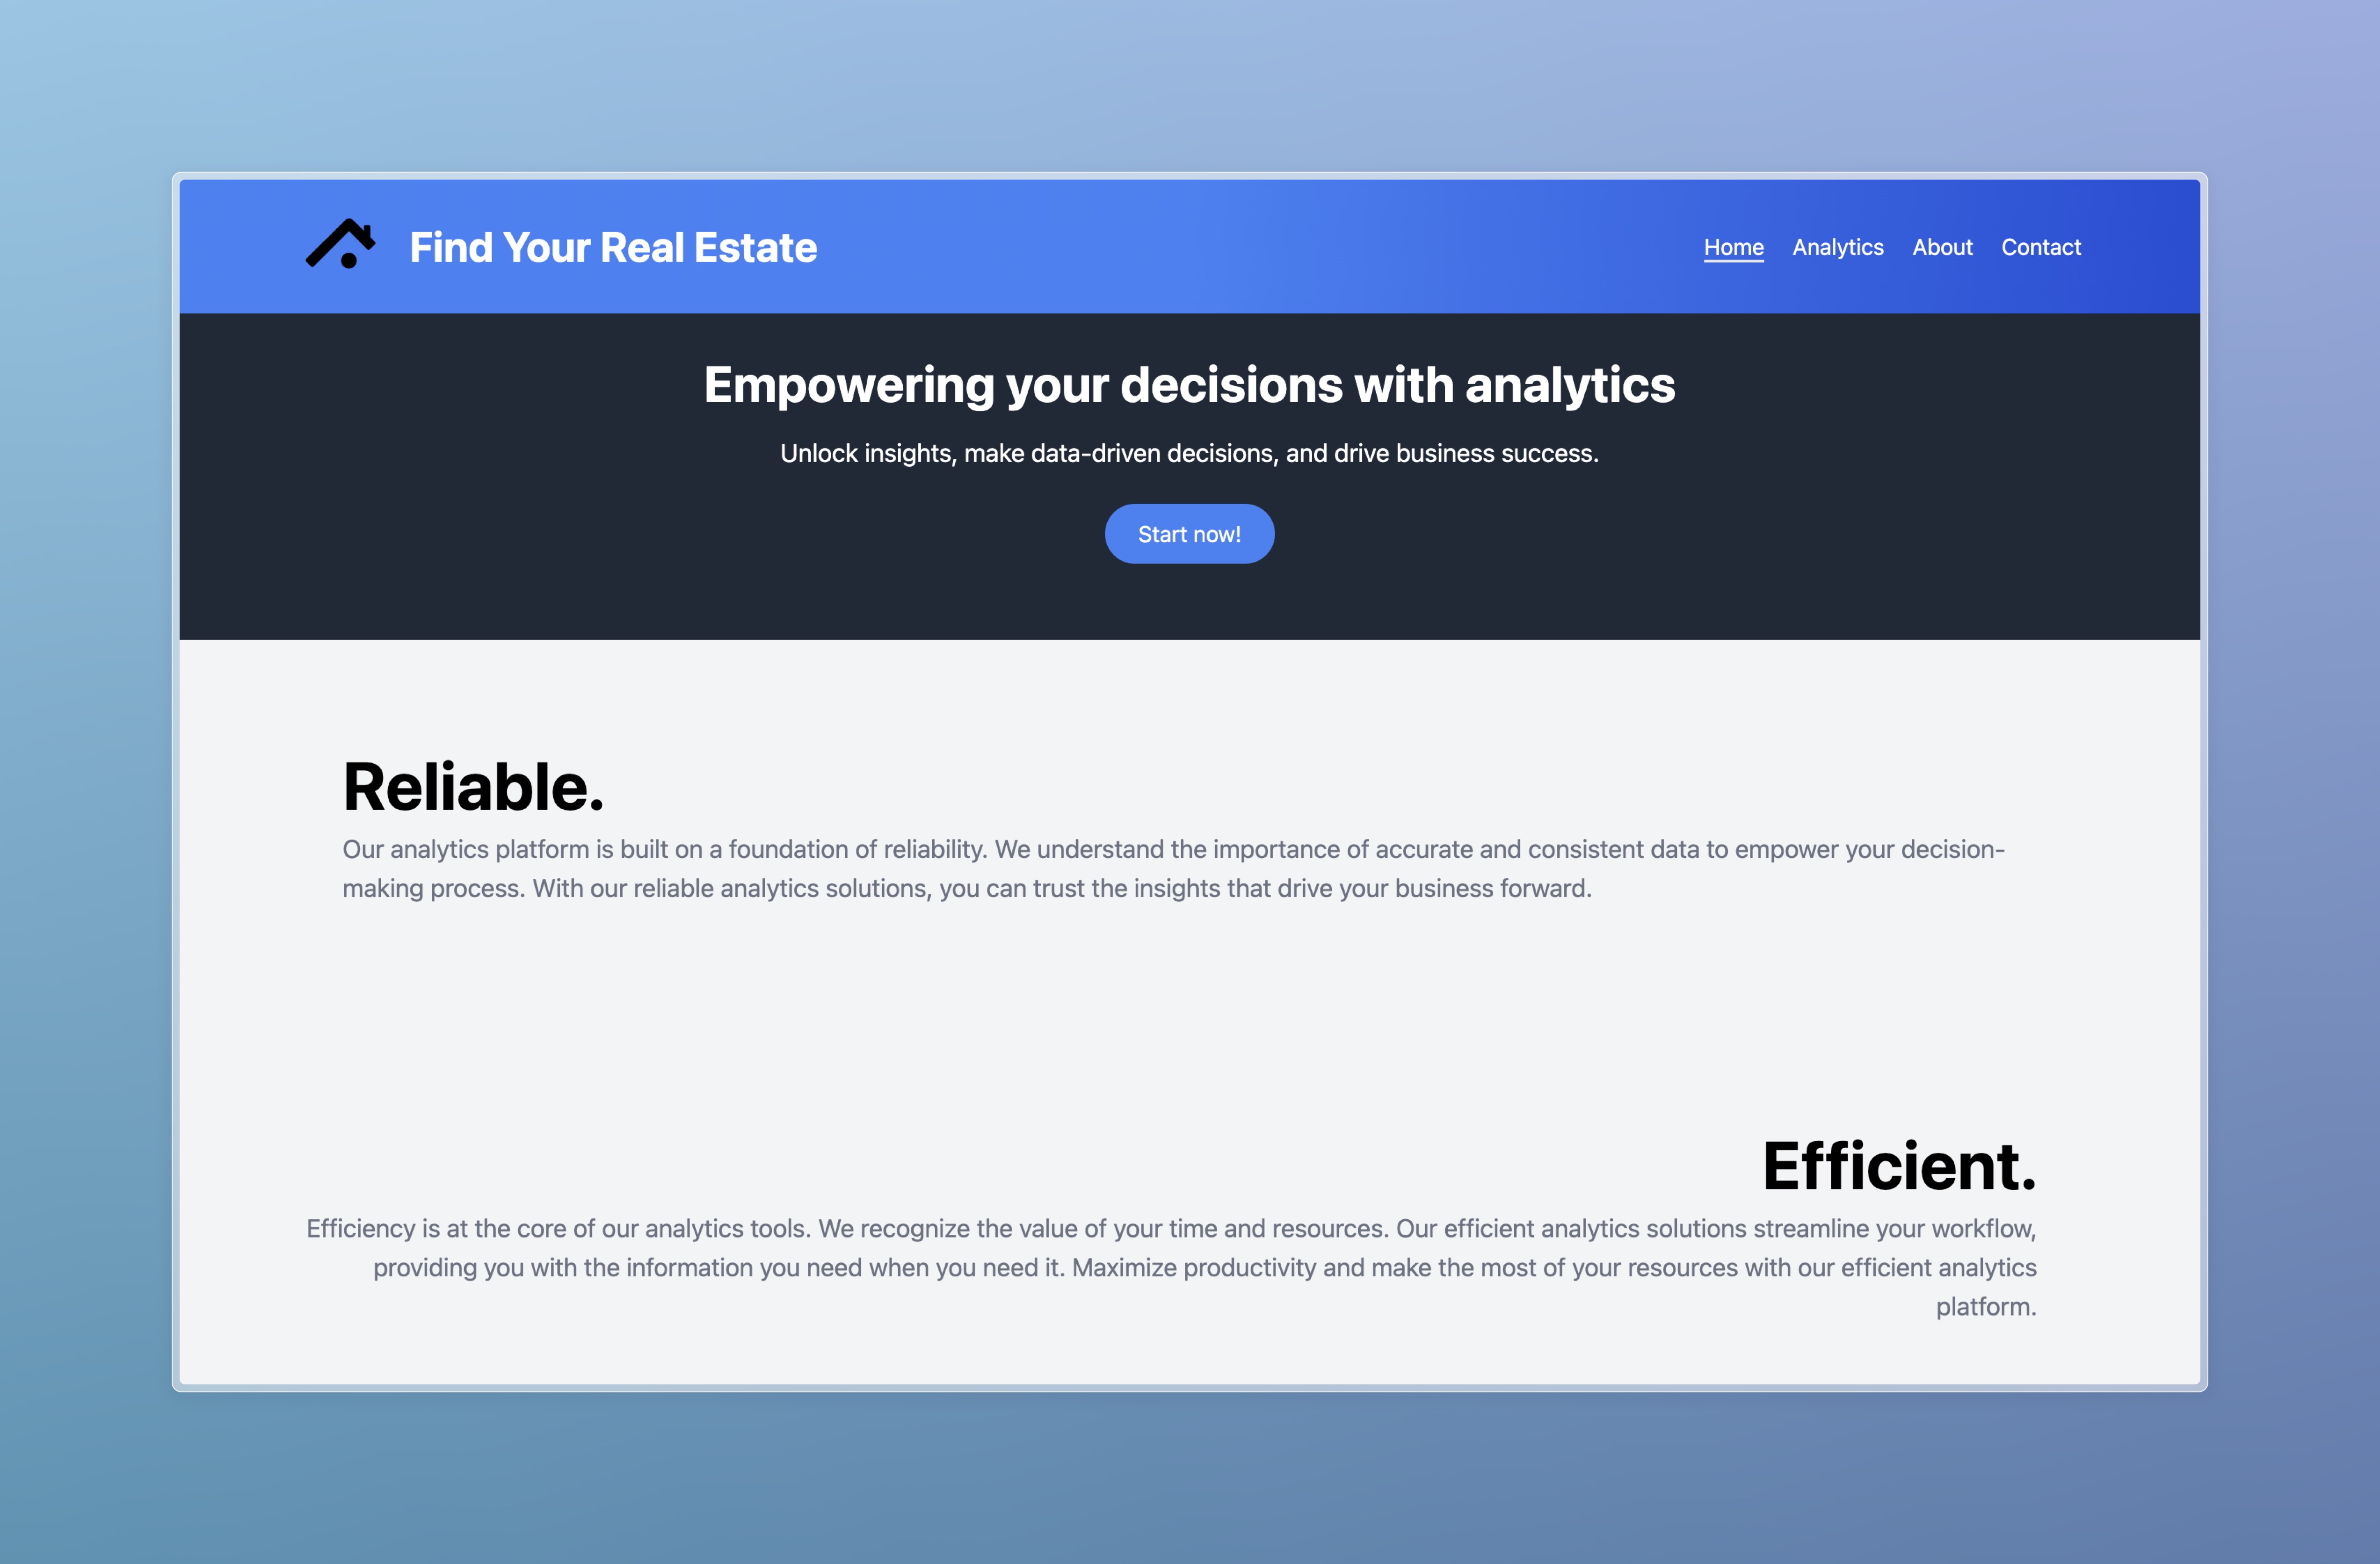 Find Your Real Estate
Home Analytics About Contact
Empowering your decisions with analytics
Unlock insights, make data-driven decisions, and drive business success.
Start now!
Reliable.
Our analytics platform is built on a foundation of reliability. We understand the importance of accurate and consistent data to empower your decision-
making process. With our reliable analytics solutions, you can trust the insights that drive your business forward.
Efficient.
Efficiency is at the core of our analytics tools. We recognize the value of your time and resources. Our efficient analytics solutions streamline your workflow,
providing you with the information you need when you need it. Maximize productivity and make the most of your resources with our efficient analytics
platform.